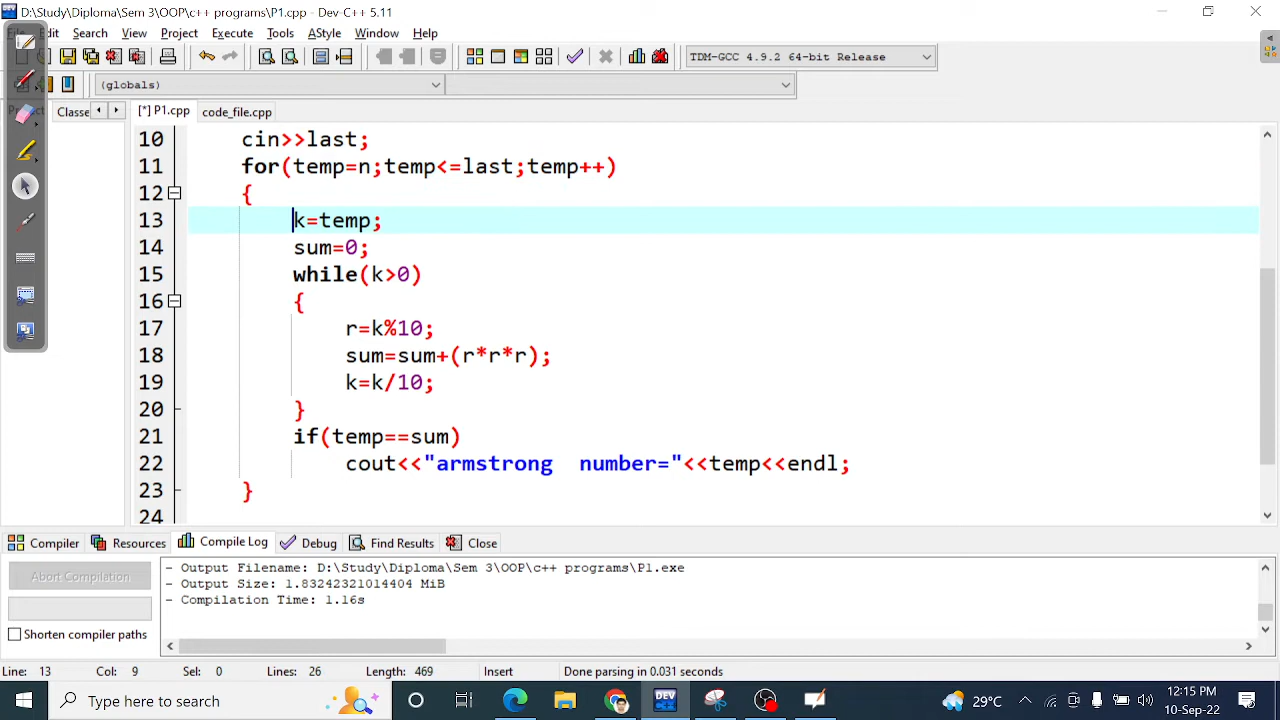 D:\Study\Diploma\Sem 3\OOP\c++ programs\P1.cpp - Dev-C++ 5.11
Edit Search View Project Execute Tools AStyle Window Help
TDM-GCC 4.9.2 64-bit Release
(globals)
Classe
[*] P1.cpp code_file.cpp
10 cin>>last;
11 for(temp=n;temp<=last;temp++)
12 {
13 k=temp;
14 sum=0;
15 while(k>0)
16 {
17 r=k%10;
18 sum=sum+(r*r*r);
19 k=k/10;
20 }
21 if(temp==sum)
22 cout<<"armstrong  number="<<temp<<endl;
23 }
24
Compiler Resources Compile Log Debug Find Results Close
Abort Compilation
Shorten compiler paths
- Output Filename: D:\Study\Diploma\Sem 3\OOP\c++ programs\P1.exe
- Output Size: 1.83242321014404 MiB
- Compilation Time: 1.16s
Line: 13 Col: 9 Sel: 0 Lines: 26 Length: 469 Insert Done parsing in 0.031 seconds
Type here to search
DEV
29°C
12:15 PM
10-Sep-22